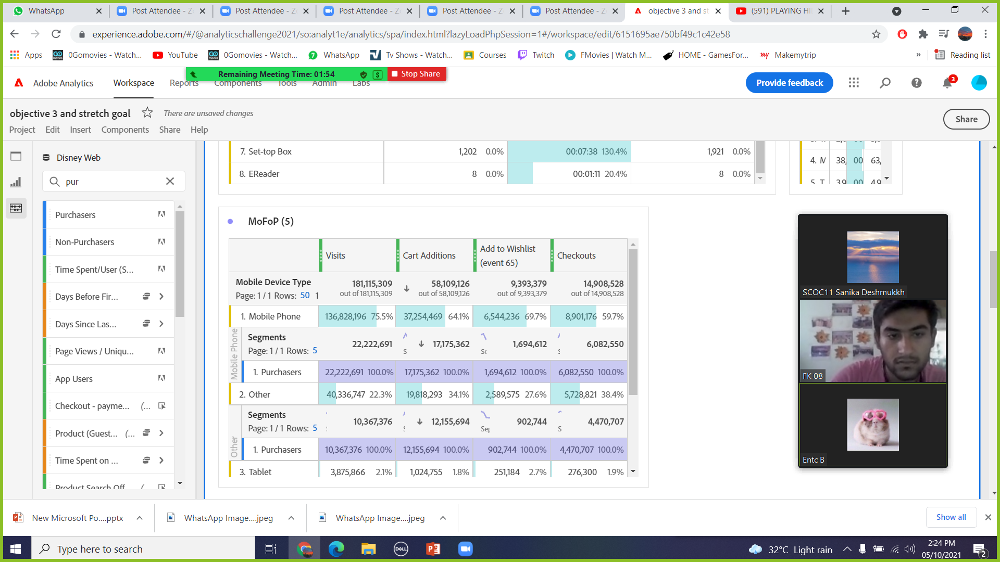 WhatsApp
Post Attendee - Z
Post Attendee - Z
Post Attendee - Z
Post Attendee - Z
Post Attendee - Z
objective 3 and st
(591) PLAYING HI
experience.adobe.com/#/@analyticschallenge2021/so:analyt1e/analytics/spa/index.html?lazyLoadPhpSession=1#/workspace/edit/6151695ae750bf49c1c42e58
Apps 0Gomovies - Watch... YouTube 0Gomovies - Watch... WhatsApp Tv Shows - Watch... Courses Twitch FMovies | Watch M... HOME - GamesFor... Makemytrip » Reading list
Remaining Meeting Time: 01:54 Stop Share
Adobe Analytics Workspace Reports Components Tools Admin Labs Provide feedback 3
objective 3 and stretch goal There are unsaved changes
Share
Project Edit Insert Components Share Help
Disney Web
pur
Purchasers
Non-Purchasers
Time Spent/User (S...
Days Before Fir...
Days Since Las...
Page Views / Uniqu...
App Users
Checkout - payme... (...
Product (Guest... (...
Time Spent on ...
Product Search Off
7. Set-top Box 1,202 0.0% 00:07:38 130.4% 1,921 0.0%
8. EReader 8 0.0% 00:01:11 20.4% 8 0.0%
4. M 38, 00 63,
5. T 39 00 49
MoFoP (5)
Visits Cart Additions Add to Wishlist (event 65) Checkouts
Mobile Device Type 181,115,309 58,109,126 9,393,379 14,908,528
Page: 1 / 1 Rows: 50 1 out of 181,115,309 out of 58,109,126 out of 9,393,379 out of 14,908,528
1. Mobile Phone 136,828,196 75.5% 37,254,469 64.1% 6,544,236 69.7% 8,901,176 59.7%
Mobile Phone
Segments 22,222,691 17,175,362 1,694,612 6,082,550
Page: 1 / 1 Rows: 5 S Se S
1. Purchasers 22,222,691 100.0% 17,175,362 100.0% 1,694,612 100.0% 6,082,550 100.0%
2. Other 40,336,747 22.3% 19,818,293 34.1% 2,589,575 27.6% 5,728,821 38.4%
Other
Segments 10,367,376 12,155,694 902,744 4,470,707
Page: 1 / 1 Rows: 5 Sep S
1. Purchasers 10,367,376 100.0% 12,155,694 100.0% 902,744 100.0% 4,470,707 100.0%
3. Tablet 3,875,866 2.1% 1,024,755 1.8% 251,184 2.7% 276,300 1.9%
SCOC11 Sanika Deshmukkh
FK 08
Entc B
New Microsoft Po....pptx WhatsApp Image....jpeg WhatsApp Image....jpeg Show all
Type here to search
DELL
32°C Light rain
2:24 PM
05/10/2021
2